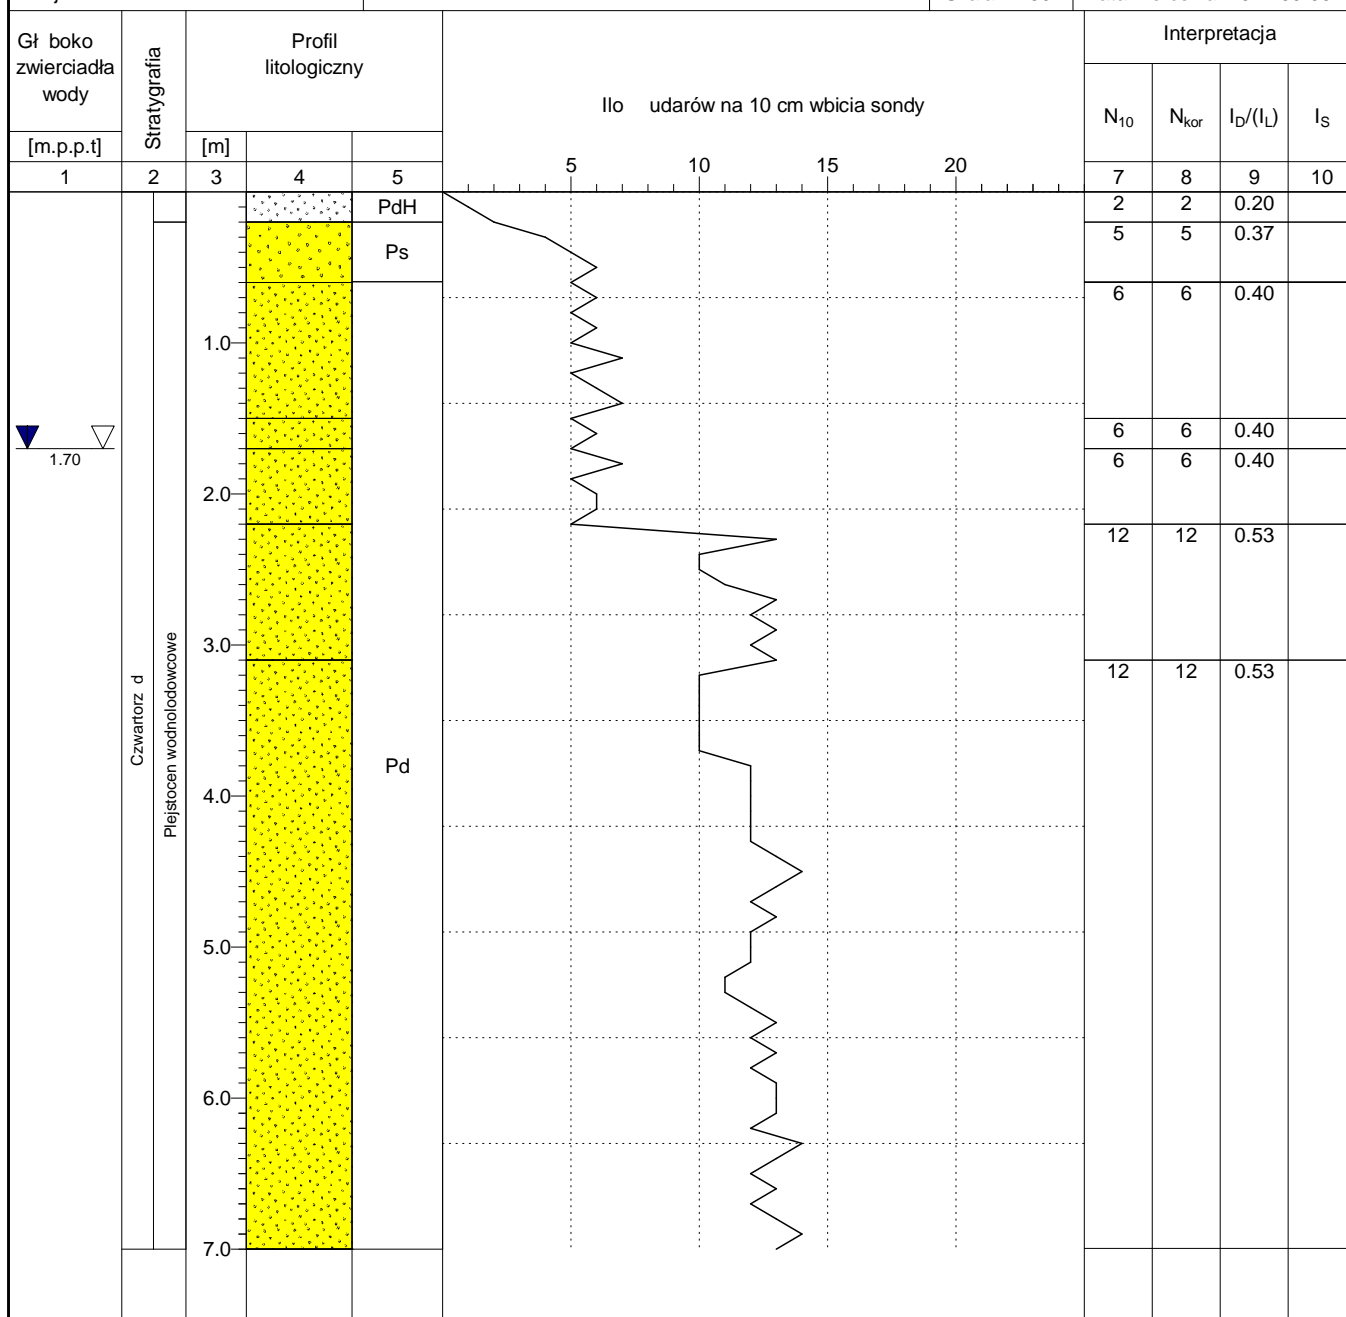 Gł boko
zwierciadła
wody
[m.p.p.t]
Stratygrafia
Profil
litologiczny
[m]
Ilo udarów na 10 cm wbicia sondy
Interpretacja
N10 Nkor ID/(IL) IS
5 10 15 20
1 2 3 4 5 7 8 9 10
PdH 2 2 0.20
Ps 5 5 0.37
6 6 0.40
1.0
6 6 0.40
1.70
6 6 0.40
2.0
12 12 0.53
3.0
12 12 0.53
Czwartorz d
Plejstocen wodnolodowcowe
Pd
4.0
5.0
6.0
7.0